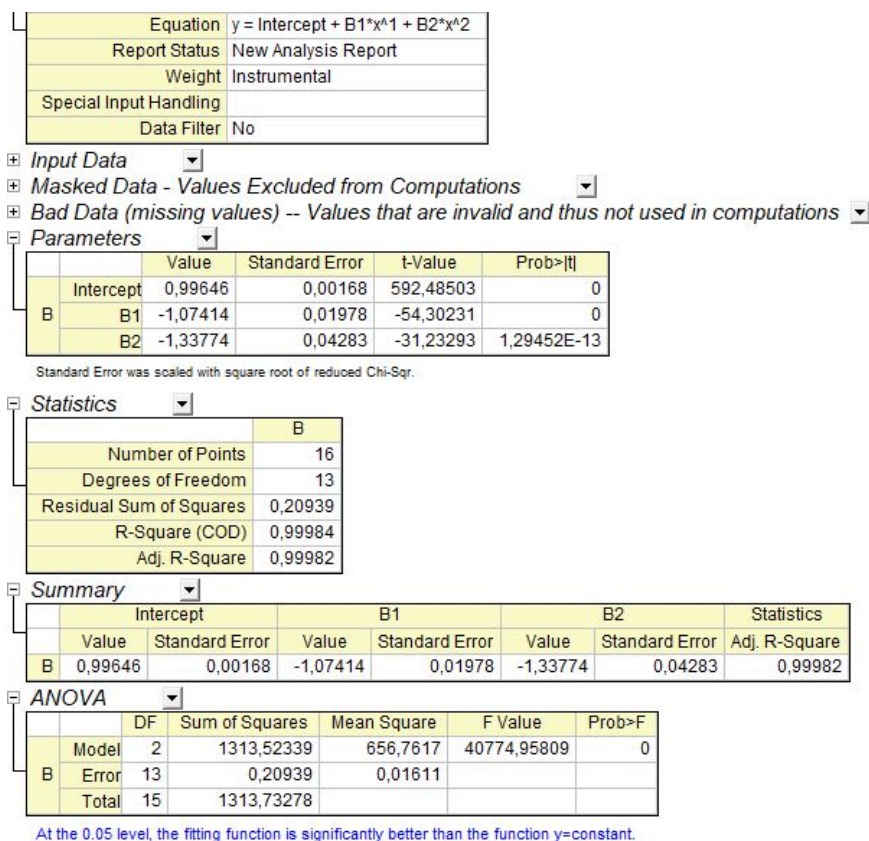 Equation y = Intercept + B1*x^1 + B2*x^2
Report Status New Analysis Report
Weight Instrumental
Special Input Handling
Data Filter No
Input Data
Masked Data - Values Excluded from Computations
Bad Data (missing values) -- Values that are invalid and thus not used in computations
Parameters
Value Standard Error t-Value Prob>|t|
Intercept 0,99646 0,00168 592,48503 0
B B1 -1,07414 0,01978 -54,30231 0
B2 -1,33774 0,04283 -31,23293 1,29452E-13
Standard Error was scaled with square root of reduced Chi-Sqr.
Statistics
B
Number of Points 16
Degrees of Freedom 13
Residual Sum of Squares 0,20939
R-Square (COD) 0,99984
Adj. R-Square 0,99982
Summary
Intercept B1 B2 Statistics
Value Standard Error Value Standard Error Value Standard Error Adj. R-Square
B 0,99646 0,00168 -1,07414 0,01978 -1,33774 0,04283 0,99982
ANOVA
DF Sum of Squares Mean Square F Value Prob>F
Model 2 1313,52339 656,7617 40774,95809 0
B Error 13 0,20939 0,01611
Total 15 1313,73278
At the 0.05 level, the fitting function is significantly better than the function y=constant.